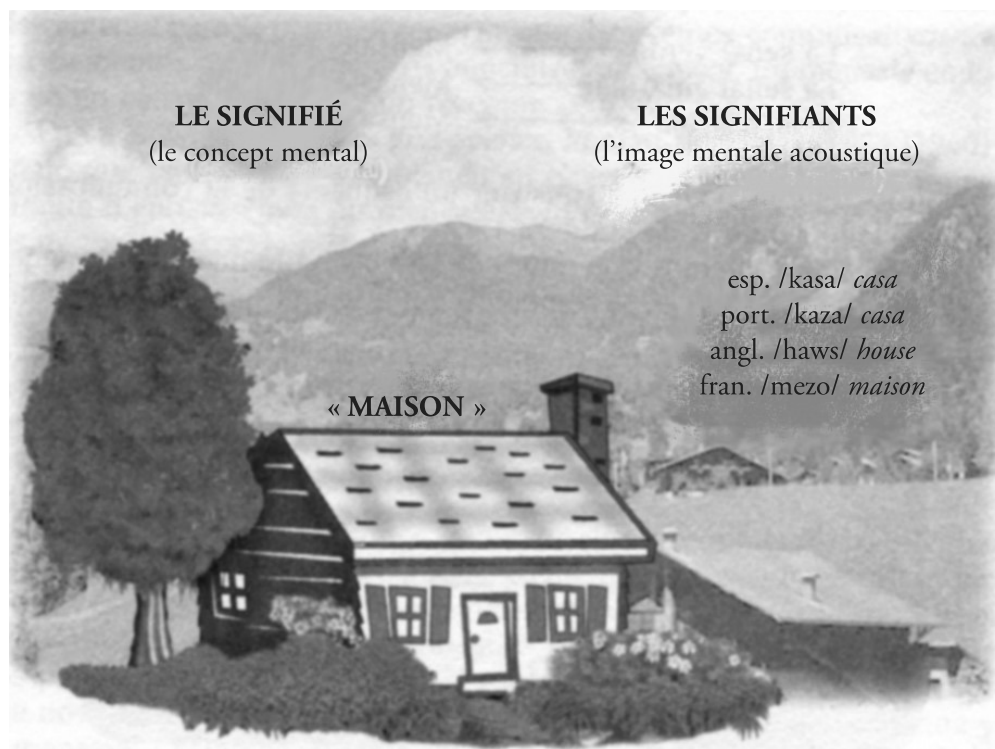 LE SIGNIFIÉ
(le concept mental)
LES SIGNIFIANTS
(l’image mentale acoustique)
esp. /kasa/ casa
port. /kaza/ casa
angl. /haws/ house
fran. /mezo/ maison
« MAISON »